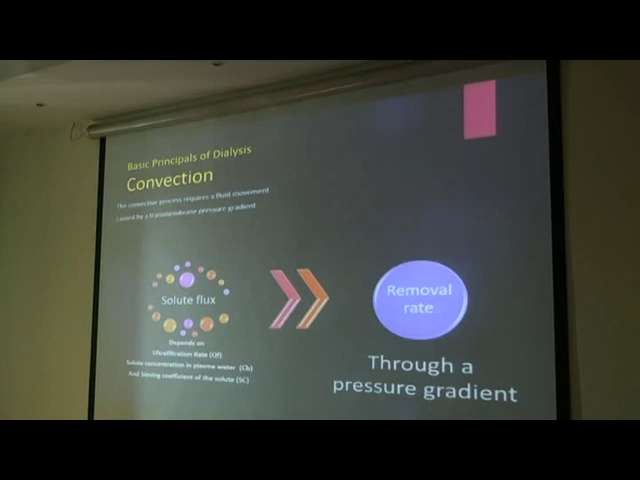 Basic Principals of Dialysis
Convection
The convective process requires a fluid movement
caused by a transmembrane pressure gradient
Solute flux
Depends on
Ultrafiltration Rate (Qf)
Solute concentration in plasma water (Cb)
And Sieving coefficient of the solute (SC)
Removal
rate
Through a
pressure gradient